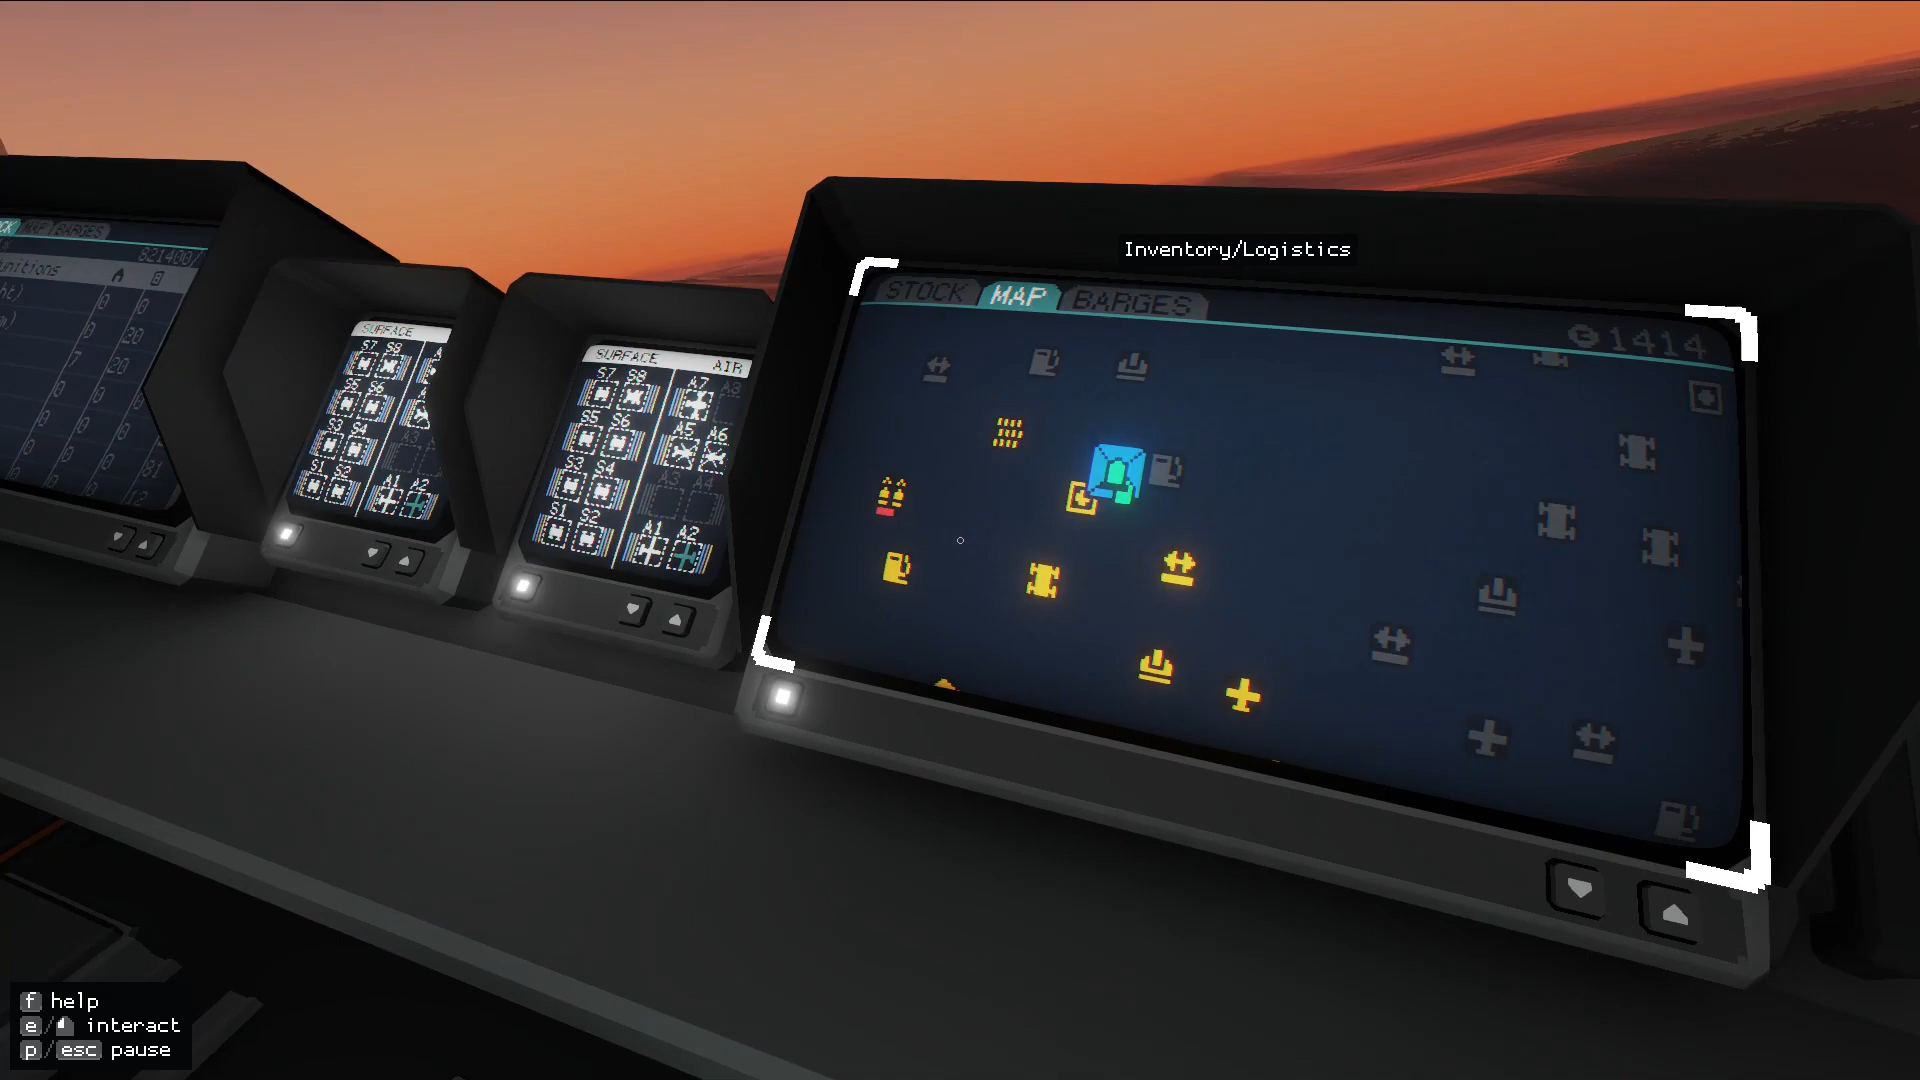 Inventory/Logistics
STOCK MAP BARGES
1414
MAP BARGES
SURFACE
S7 S8
S5 S6
S3 S4
S1 S2
A1 A2
SURFACE AIR
S7 S8 A7 A8
S5 S6 A5 A6
S3 S4 A3 A4
S1 S2 A1 A2
f help
e/ interact
p/esc pause